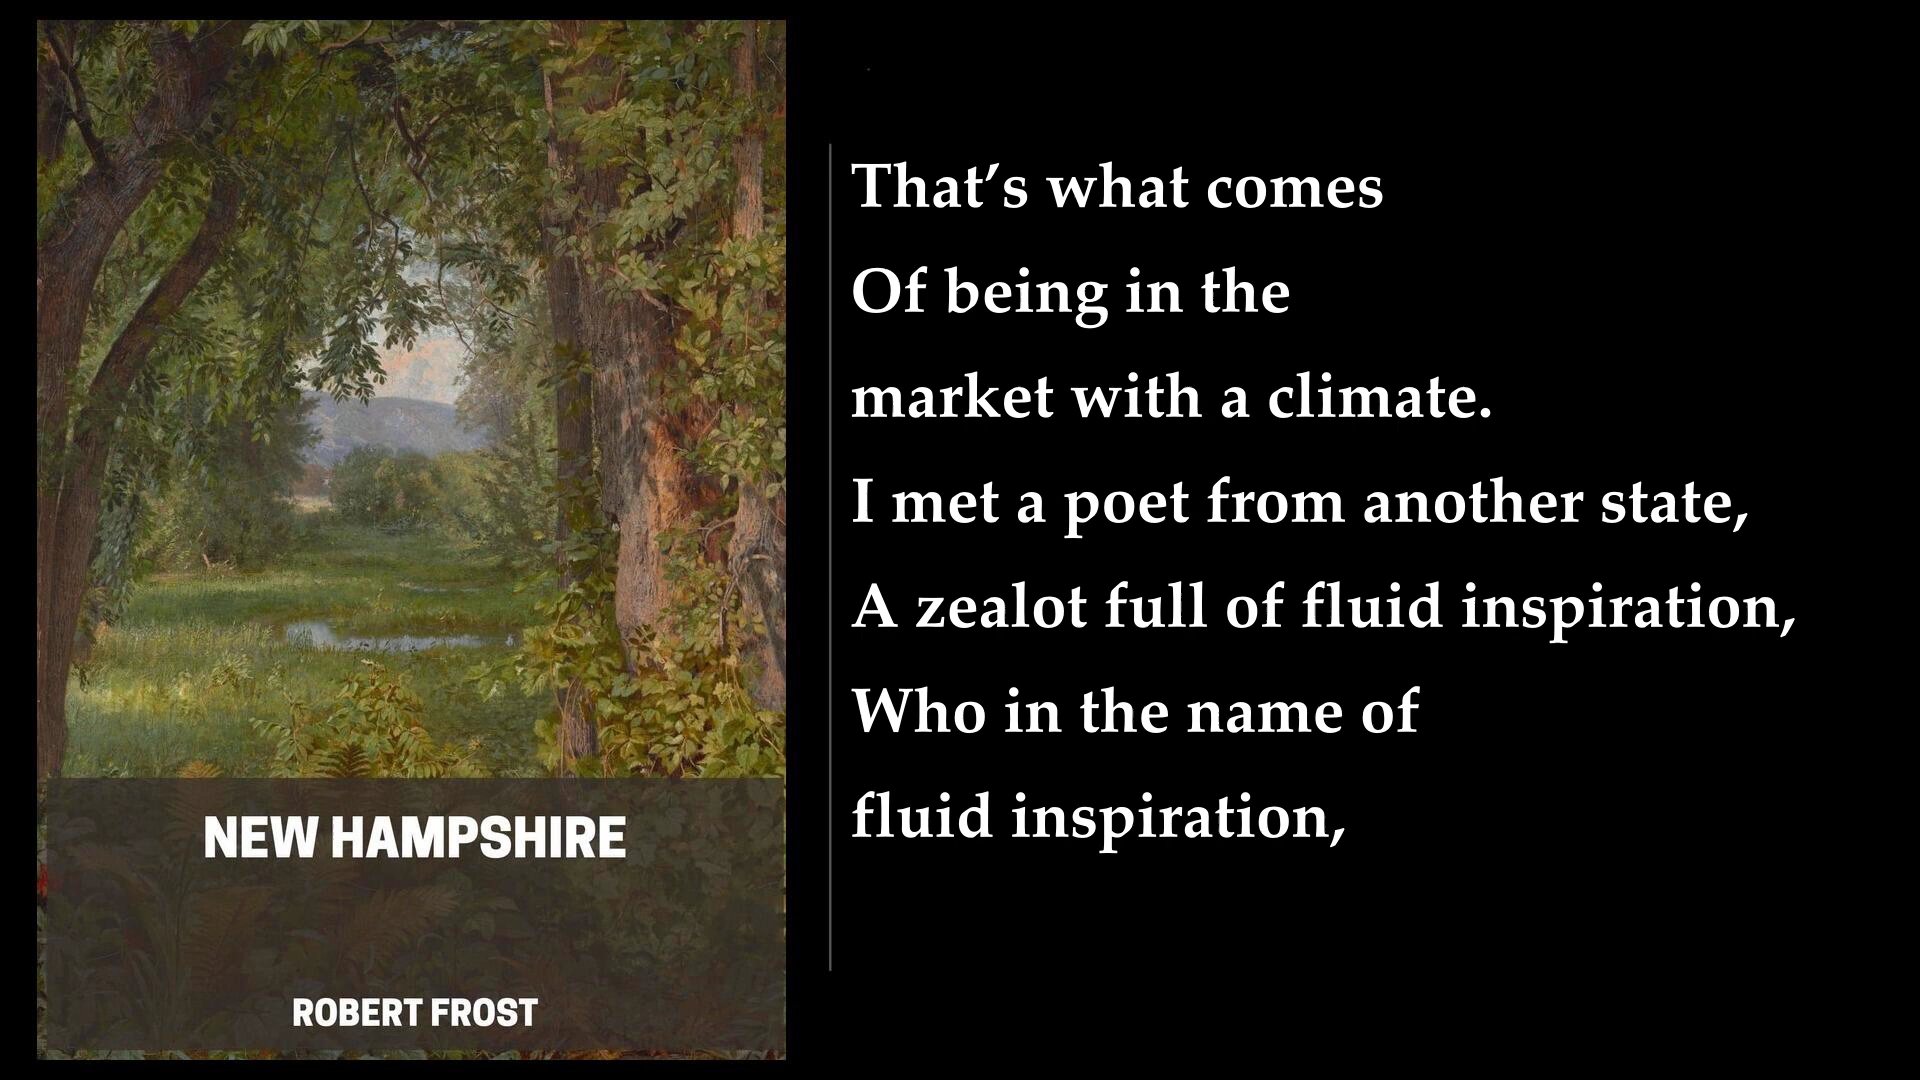 NEW HAMPSHIRE
ROBERT FROST
That’s what comes
Of being in the
market with a climate.
I met a poet from another state,
A zealot full of fluid inspiration,
Who in the name of
fluid inspiration,